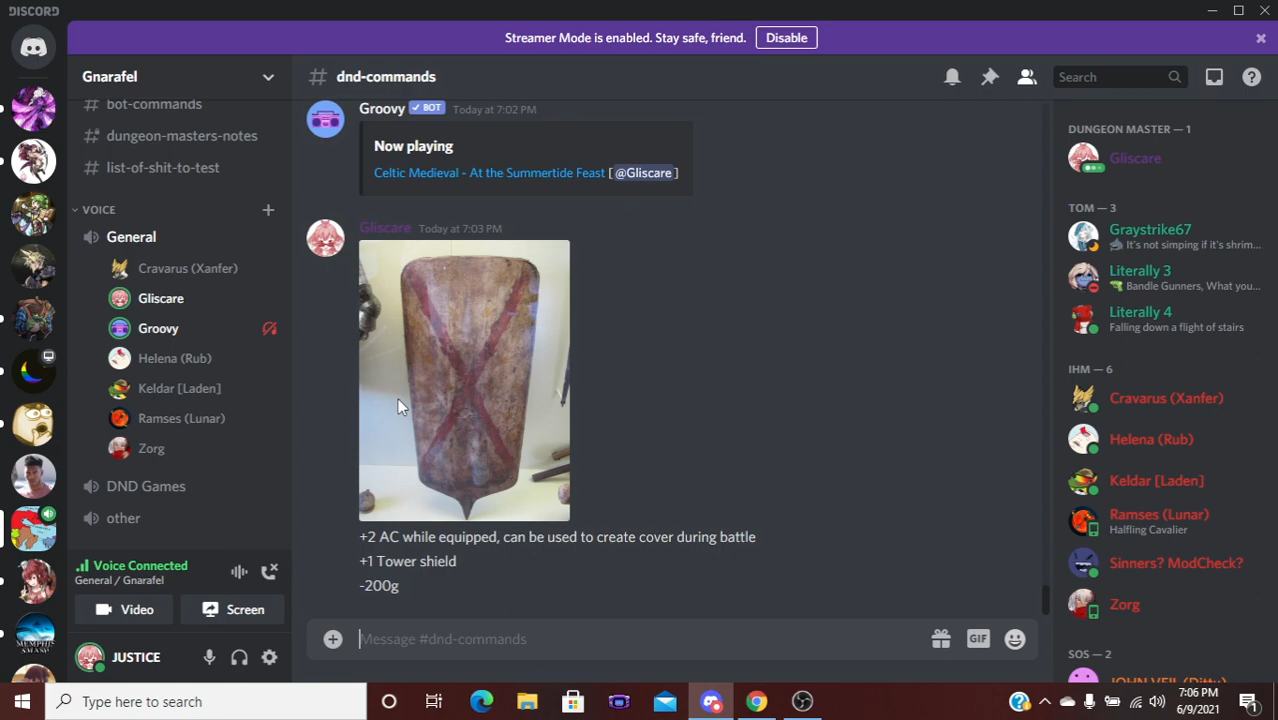 DISCORD
Streamer Mode is enabled. Stay safe, friend. Disable
Gnarafel
bot-commands
dungeon-masters-notes
list-of-shit-to-test
VOICE
General
Cravarus (Xanfer)
Gliscare
Groovy
Helena (Rub)
Keldar [Laden]
Ramses (Lunar)
Zorg
DND Games
other
Voice Connected
General / Gnarafel
Video
Screen
JUSTICE
dnd-commands
Search
Groovy BOT Today at 7:02 PM
Now playing
Celtic Medieval - At the Summertide Feast [ @Gliscare ]
Gliscare Today at 7:03 PM
+2 AC while equipped, can be used to create cover during battle
+1 Tower shield
-200g
Message #dnd-commands
GIF
DUNGEON MASTER — 1
Gliscare
TOM — 3
Graystrike67
It's not simping if it's shrim...
Literally 3
Bandle Gunners, What you...
Literally 4
Falling down a flight of stairs
IHM — 6
Cravarus (Xanfer)
Helena (Rub)
Keldar [Laden]
Ramses (Lunar)
Halfling Cavalier
Sinners? ModCheck?
Zorg
SOS — 2
JOHN VEIL (Ditty)
Type here to search
7:06 PM
6/9/2021
1